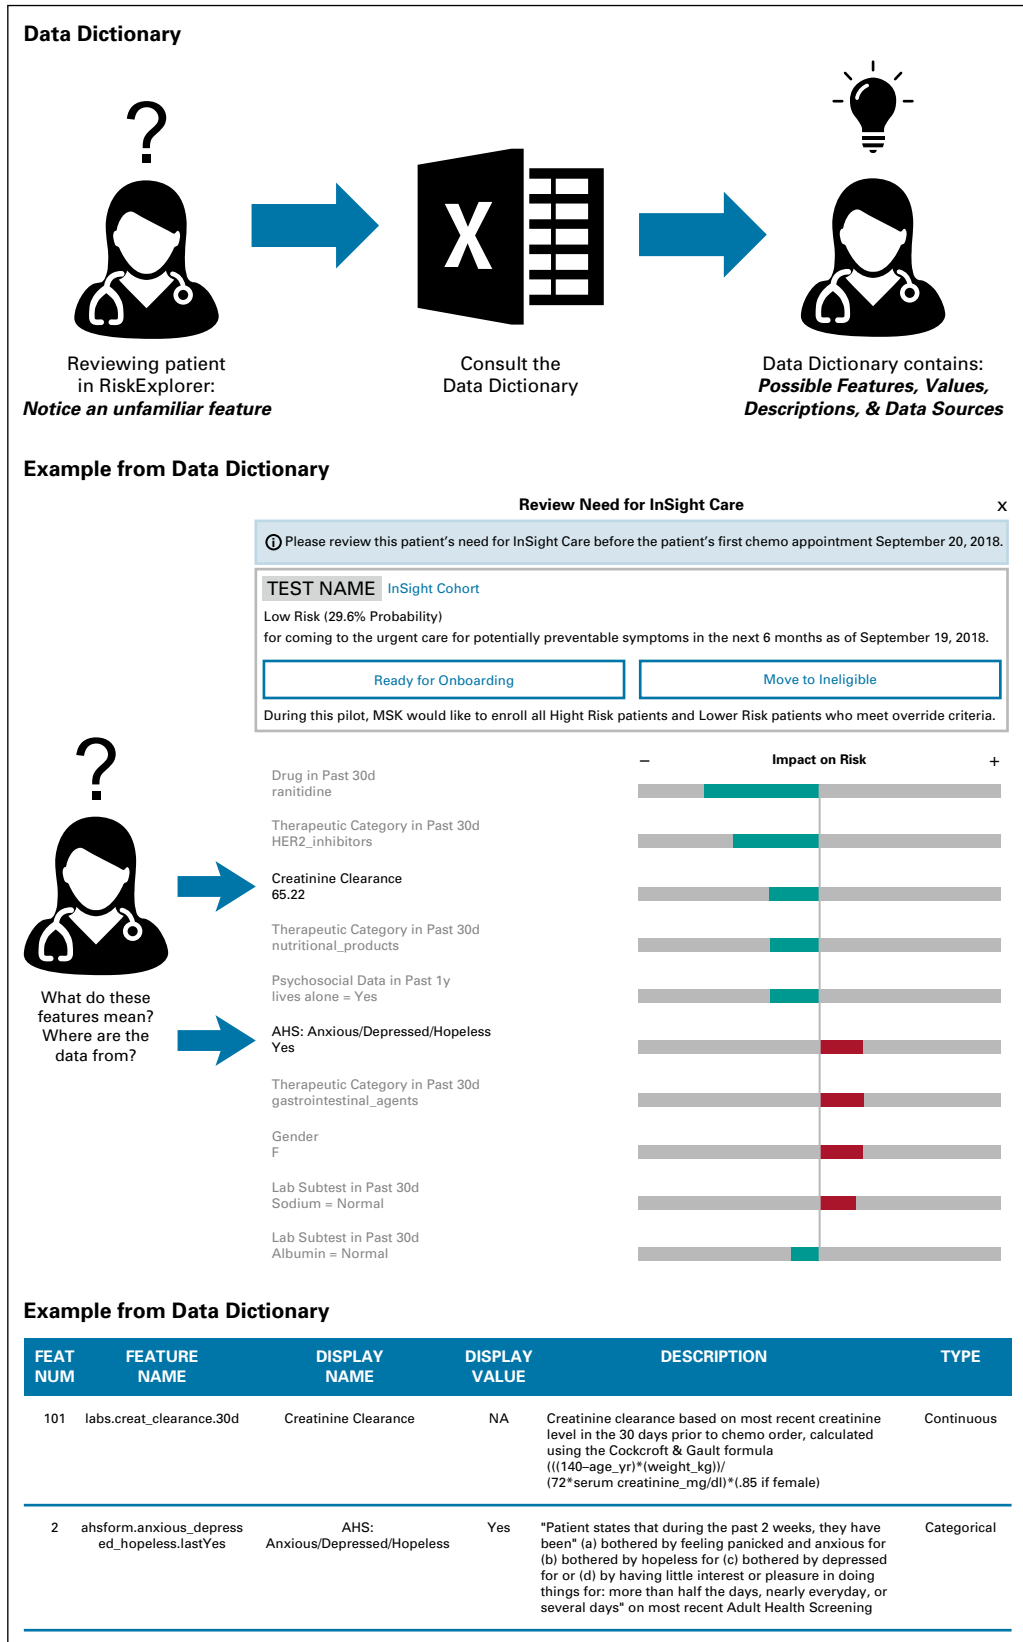 Data Dictionary
?
?
X
Reviewing patient
in RiskExplorer:
Notice an unfamiliar feature
Consult the
Data Dictionary
Data Dictionary contains:
Possible Features, Values,
Descriptions, & Data Sources
Example from Data Dictionary
Review Need for InSight Care
x
i Please review this patient's need for InSight Care before the patient's first chemo appointment September 20, 2018.
TEST NAME InSight Cohort
Low Risk (29.6% Probability)
for coming to the urgent care for potentially preventable symptoms in the next 6 months as of September 19, 2018.
Ready for Onboarding
Move to Ineligible
During this pilot, MSK would like to enroll all Hight Risk patients and Lower Risk patients who meet override criteria.
– Impact on Risk +
Drug in Past 30d
ranitidine
Therapeutic Category in Past 30d
HER2_inhibitors
Creatinine Clearance
65.22
Therapeutic Category in Past 30d
nutritional_products
Psychosocial Data in Past 1y
lives alone = Yes
AHS: Anxious/Depressed/Hopeless
Yes
Therapeutic Category in Past 30d
gastrointestinal_agents
Gender
F
Lab Subtest in Past 30d
Sodium = Normal
Lab Subtest in Past 30d
Albumin = Normal
What do these
features mean?
Where are the
data from?
Example from Data Dictionary
FEAT NUM
FEATURE NAME
DISPLAY NAME
DISPLAY VALUE
DESCRIPTION
TYPE
101
labs.creat_clearance.30d
Creatinine Clearance
NA
Creatinine clearance based on most recent creatinine
level in the 30 days prior to chemo order, calculated
using the Cockcroft & Gault formula
(((140–age_yr)*(weight_kg))/
(72*serum creatinine_mg/dl)*(.85 if female)
Continuous
2
ahsform.anxious_depress
ed_hopeless.lastYes
AHS:
Anxious/Depressed/Hopeless
Yes
"Patient states that during the past 2 weeks, they have
been" (a) bothered by feeling panicked and anxious for
(b) bothered by hopeless for (c) bothered by depressed
for or (d) by having little interest or pleasure in doing
things for: more than half the days, nearly everyday, or
several days" on most recent Adult Health Screening
Categorical